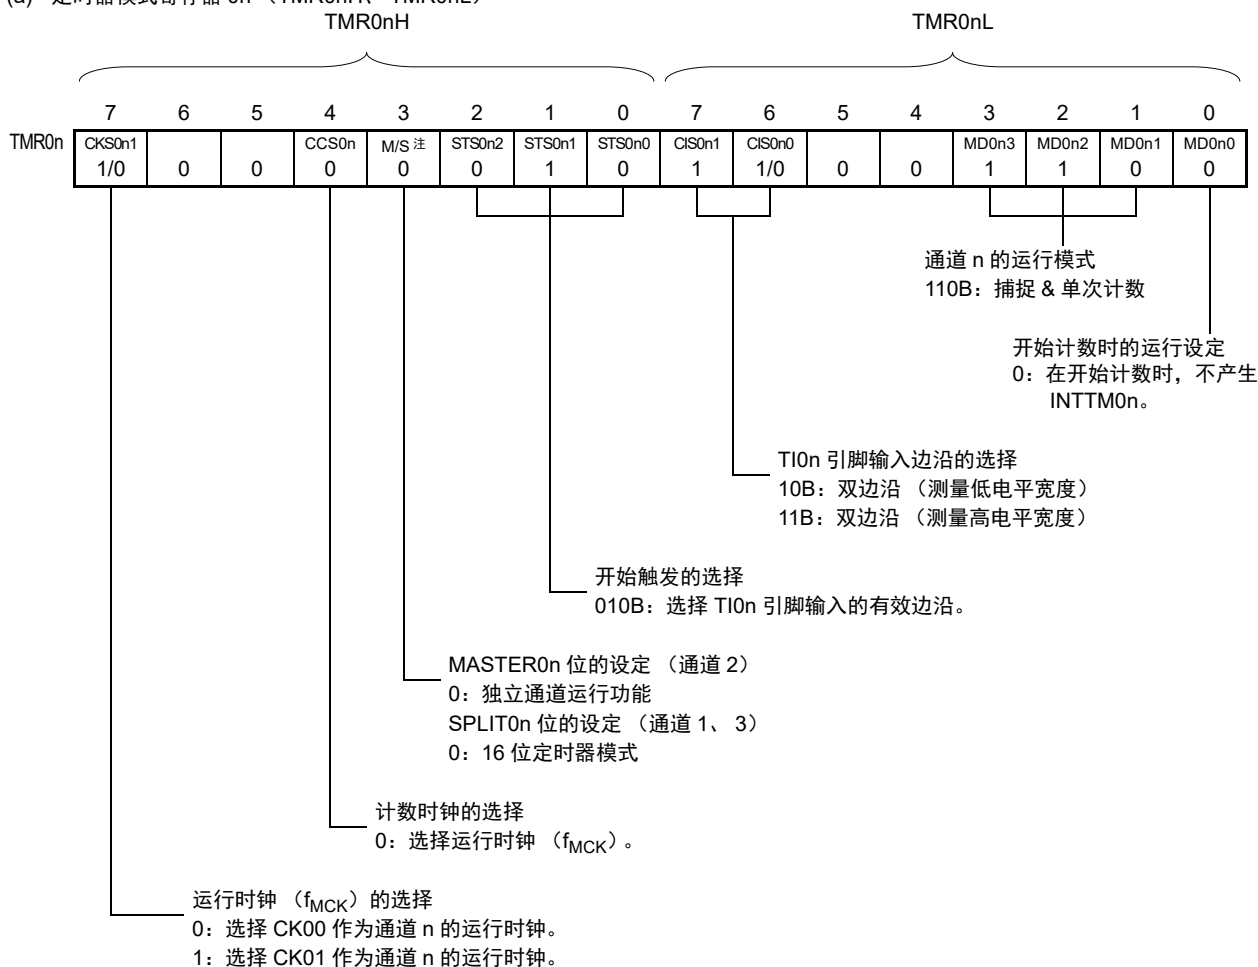 (a) 定时器模式寄存器 0n （TMR0nH、 TMR0nL）
TMR0nH TMR0nL
7 6 5 4 3 2 1 0 7 6 5 4 3 2 1 0
TMR0n CKS0n1 CCS0n M/S 注 STS0n2 STS0n1 STS0n0 CIS0n1 CIS0n0 MD0n3 MD0n2 MD0n1 MD0n0
1/0 0 0 0 0 0 1 0 1 1/0 0 0 1 1 0 0
通道 n 的运行模式
110B：捕捉 & 单次计数
开始计数时的运行设定
0：在开始计数时，不产生
INTTM0n。
TI0n 引脚输入边沿的选择
10B：双边沿 （测量低电平宽度）
11B：双边沿 （测量高电平宽度）
开始触发的选择
010B：选择 TI0n 引脚输入的有效边沿。
MASTER0n 位的设定 （通道 2）
0：独立通道运行功能
SPLIT0n 位的设定 （通道 1、 3）
0：16 位定时器模式
计数时钟的选择
0：选择运行时钟 （fMCK）。
运行时钟 （fMCK）的选择
0：选择 CK00 作为通道 n 的运行时钟。
1：选择 CK01 作为通道 n 的运行时钟。